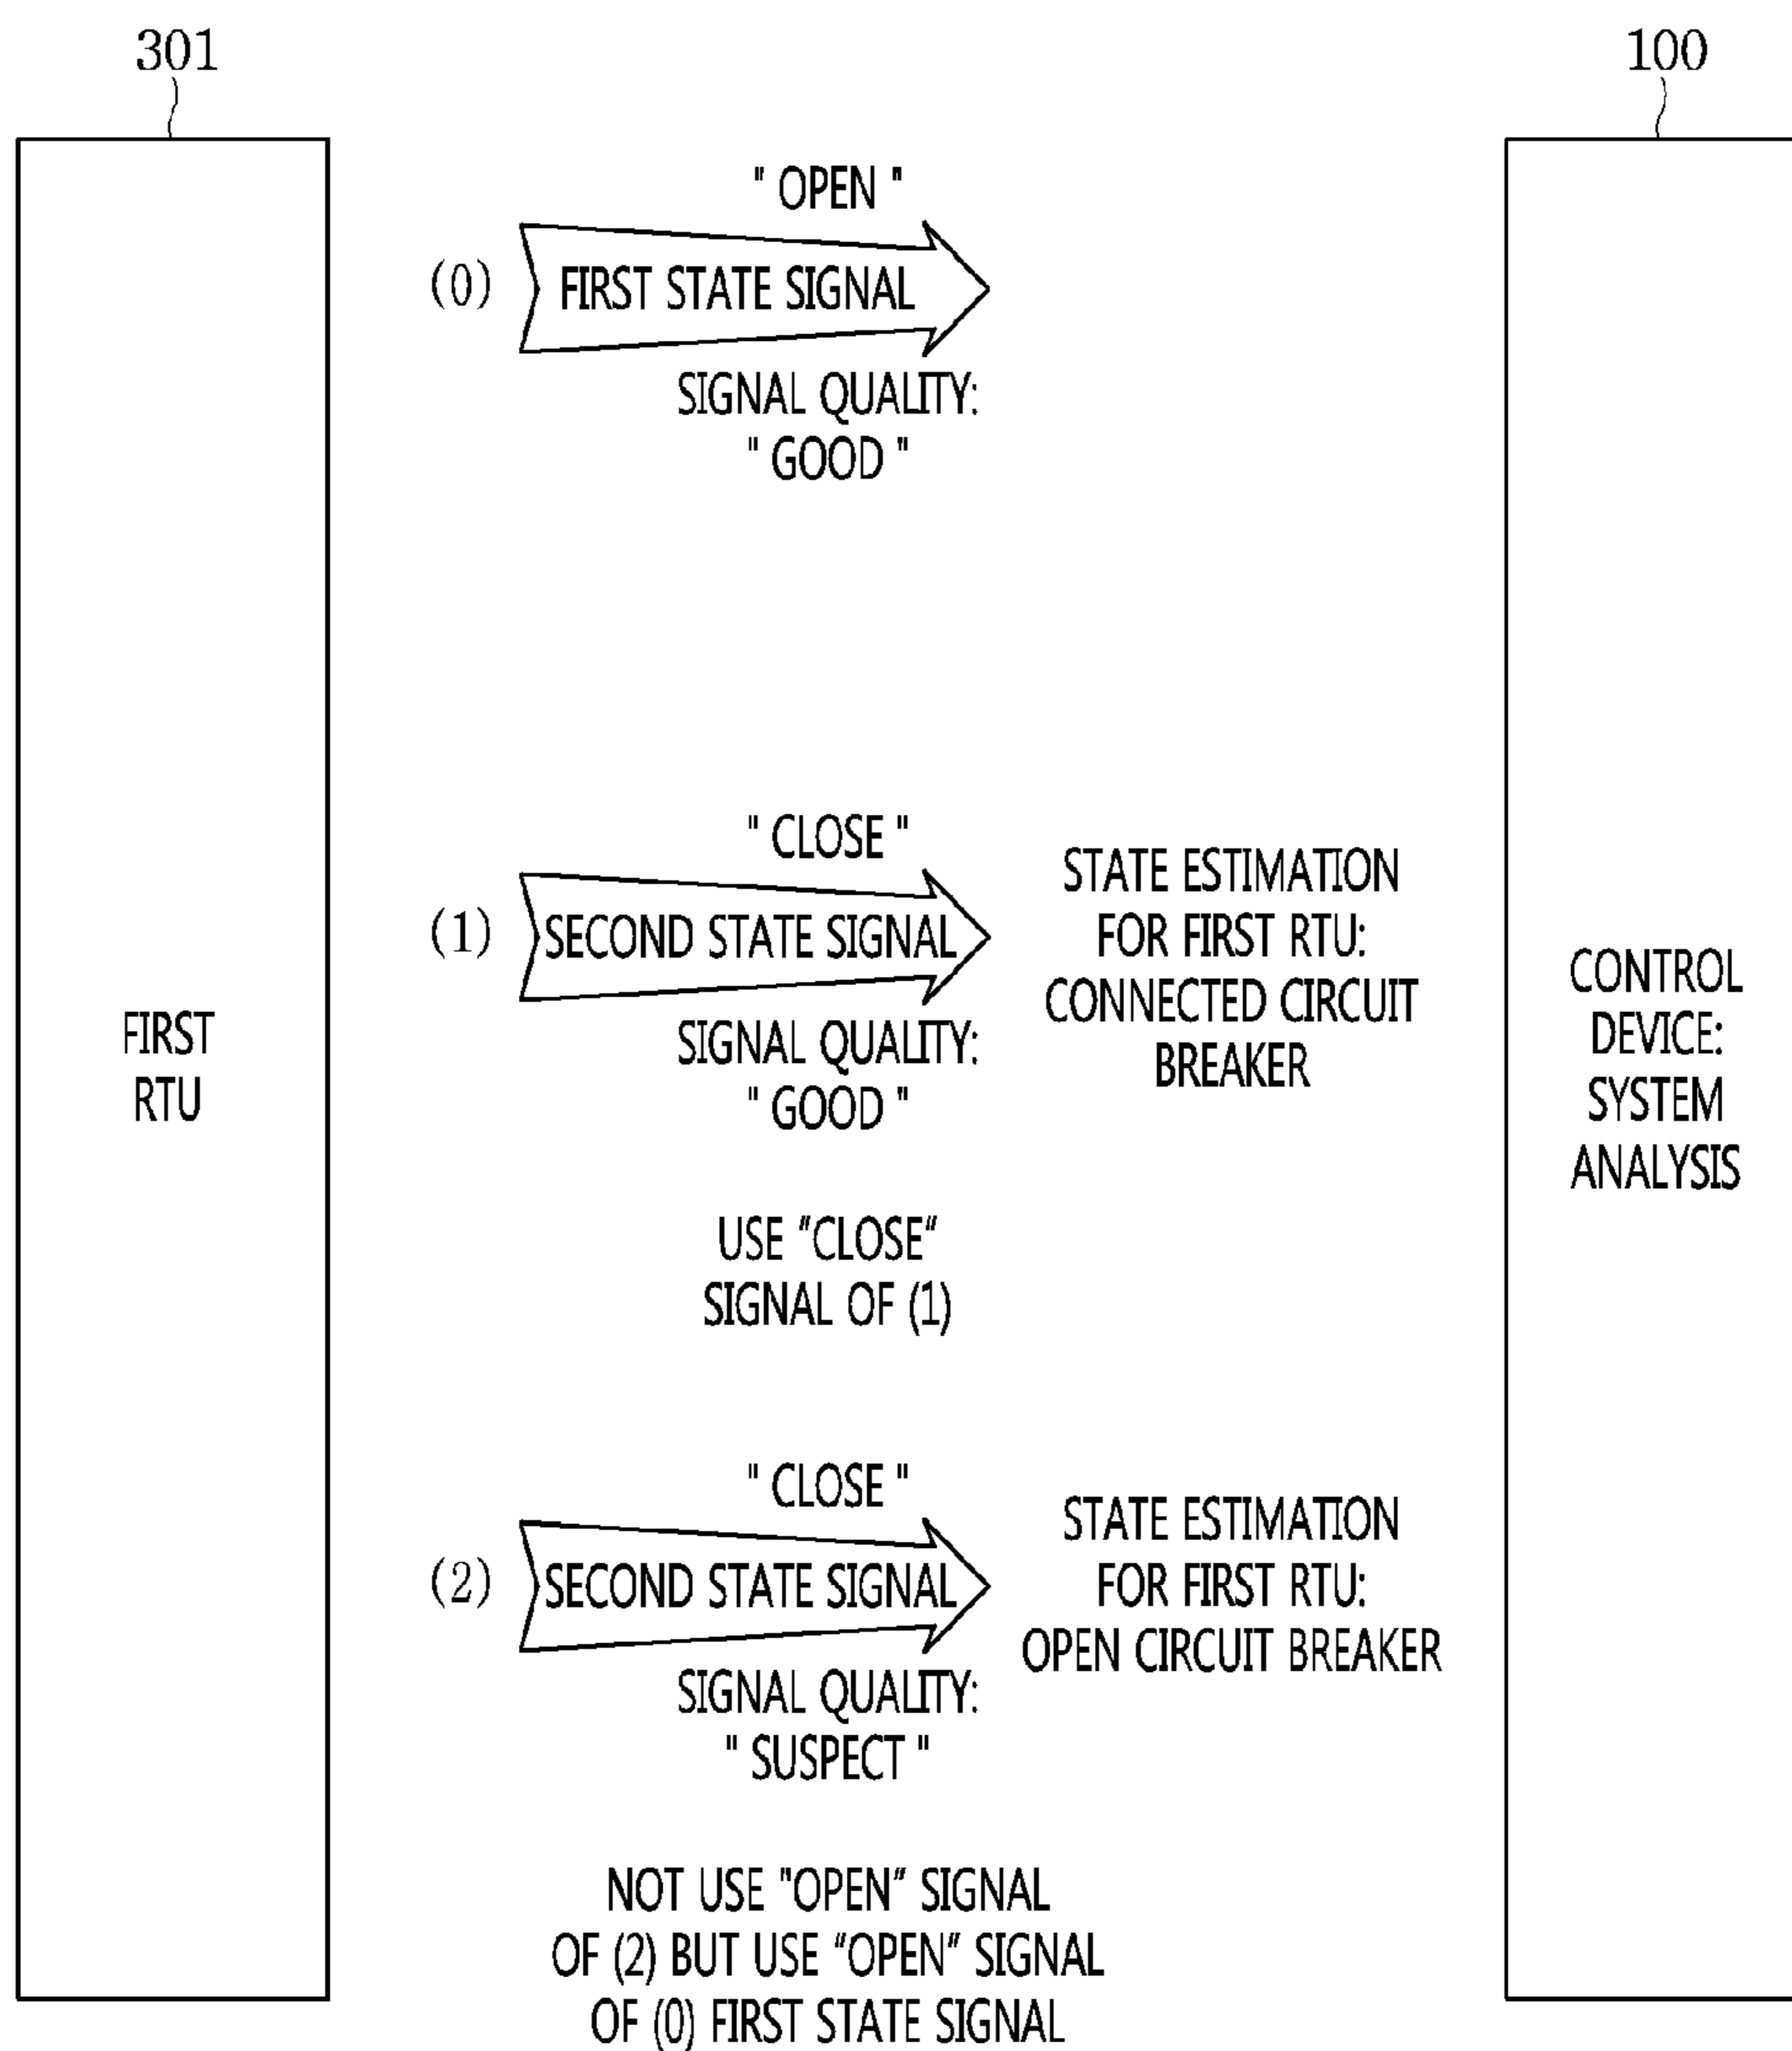 301
100
" OPEN "
(0)
FIRST STATE SIGNAL
SIGNAL QUALITY:
" GOOD "
" CLOSE "
(1)
SECOND STATE SIGNAL
SIGNAL QUALITY:
" GOOD "
STATE ESTIMATION
FOR FIRST RTU:
CONNECTED CIRCUIT
BREAKER
FIRST
RTU
CONTROL
DEVICE:
SYSTEM
ANALYSIS
USE "CLOSE"
SIGNAL OF (1)
" CLOSE "
(2)
SECOND STATE SIGNAL
SIGNAL QUALITY:
" SUSPECT "
STATE ESTIMATION
FOR FIRST RTU:
OPEN CIRCUIT BREAKER
NOT USE "OPEN" SIGNAL
OF (2) BUT USE "OPEN" SIGNAL
OF (0) FIRST STATE SIGNAL